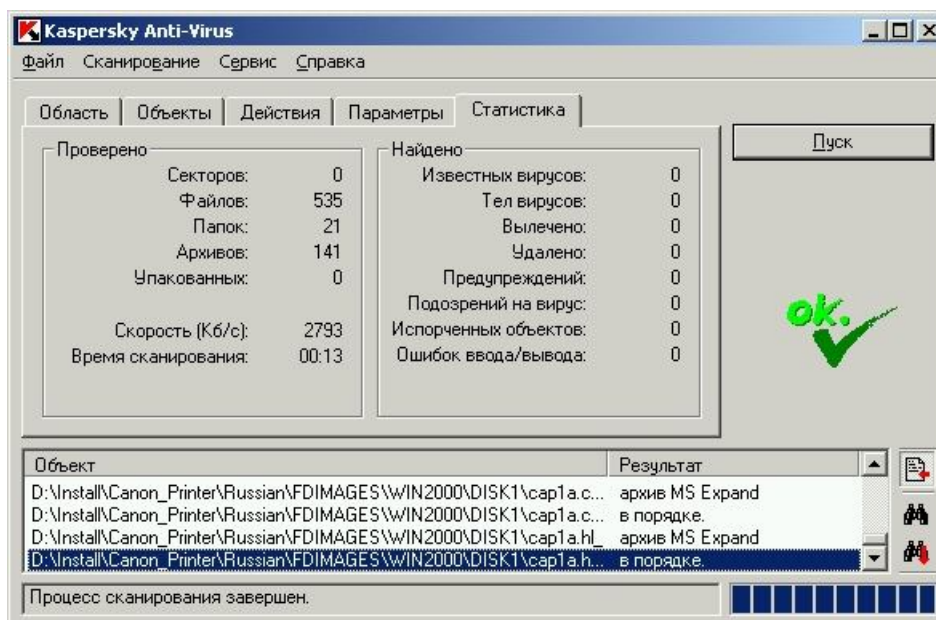 Kaspersky Anti-Virus
Файл Сканирование Сервис Справка
Область Объекты Действия Параметры Статистика
Пуск
Проверено
Секторов: 0
Файлов: 535
Папок: 21
Архивов: 141
Упакованных: 0
Скорость (Кб/с): 2793
Время сканирования: 00:13
Найдено
Известных вирусов: 0
Тел вирусов: 0
Вылечено: 0
Удалено: 0
Предупреждений: 0
Подозрений на вирус: 0
Испорченных объектов: 0
Ошибок ввода/вывода: 0
ok.
Объект Результат
D:\Install\Canon_Printer\Russian\FDIMAGES\WIN2000\DISK1\cap1a.c... архив MS Expand
D:\Install\Canon_Printer\Russian\FDIMAGES\WIN2000\DISK1\cap1a.c... в порядке.
D:\Install\Canon_Printer\Russian\FDIMAGES\WIN2000\DISK1\cap1a.hl_ архив MS Expand
D:\Install\Canon_Printer\Russian\FDIMAGES\WIN2000\DISK1\cap1a.h... в порядке.
Процесс сканирования завершен.